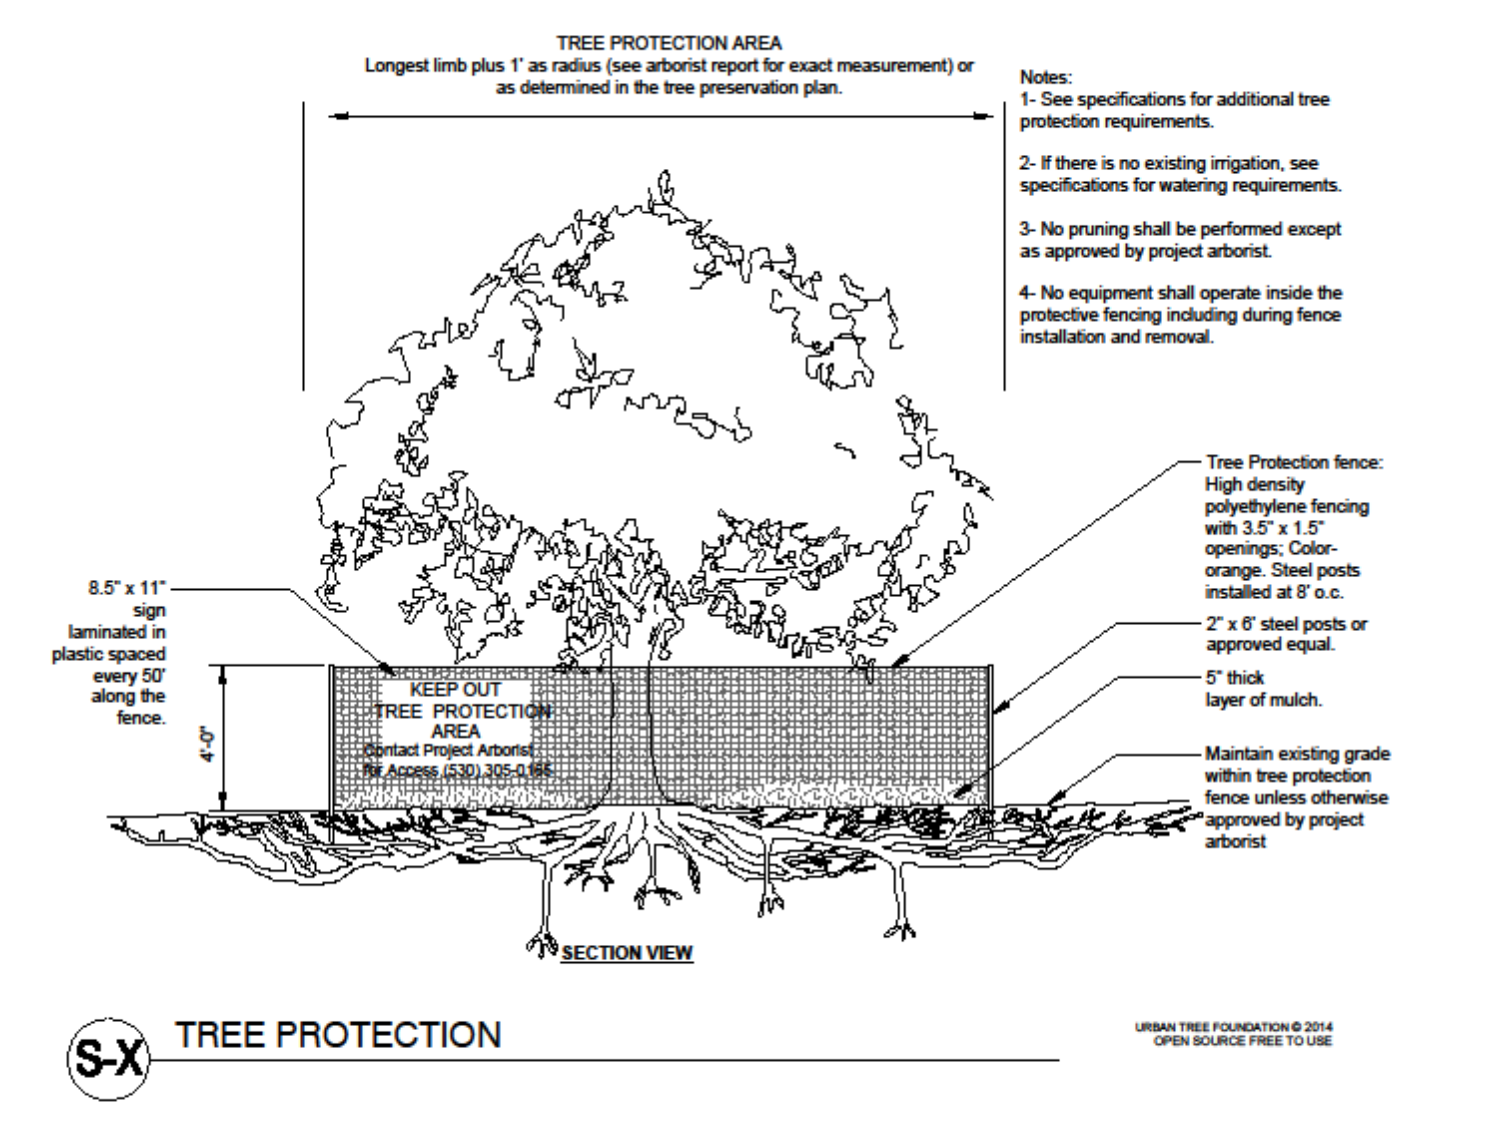 TREE PROTECTION AREA
Longest limb plus 1' as radius (see arborist report for exact measurement) or
as determined in the tree preservation plan.
Notes:
1- See specifications for additional tree
protection requirements.
2- If there is no existing irrigation, see
specifications for watering requirements.
3- No pruning shall be performed except
as approved by project arborist.
4- No equipment shall operate inside the
protective fencing including during fence
installation and removal.
Tree Protection fence:
High density
polyethylene fencing
with 3.5" x 1.5"
openings; Color-
orange. Steel posts
installed at 8' o.c.
2" x 6' steel posts or
approved equal.
5" thick
layer of mulch.
Maintain existing grade
within tree protection
fence unless otherwise
approved by project
arborist
8.5" x 11"
sign
laminated in
plastic spaced
every 50'
along the
fence.
4'-0"
KEEP OUT
TREE PROTECTION
AREA
Contact Project Arborist
for Access (530) 305-0165
SECTION VIEW
S-X
TREE PROTECTION
URBAN TREE FOUNDATION © 2014
OPEN SOURCE FREE TO USE